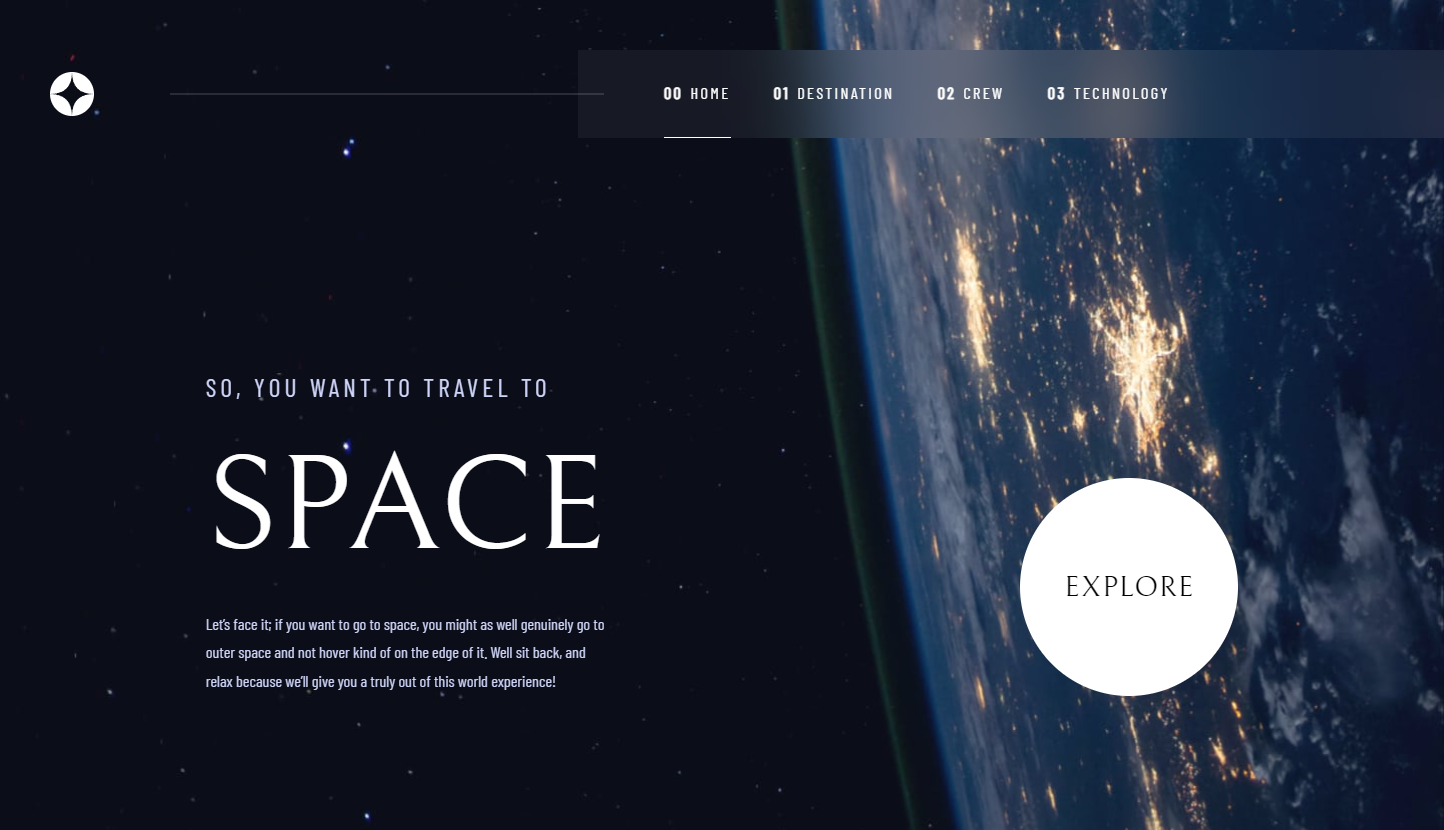 00 HOME 01 DESTINATION 02 CREW 03 TECHNOLOGY
SO, YOU WANT TO TRAVEL TO
SPACE
Let’s face it; if you want to go to space, you might as well genuinely go to
outer space and not hover kind of on the edge of it. Well sit back, and
relax because we’ll give you a truly out of this world experience!
EXPLORE